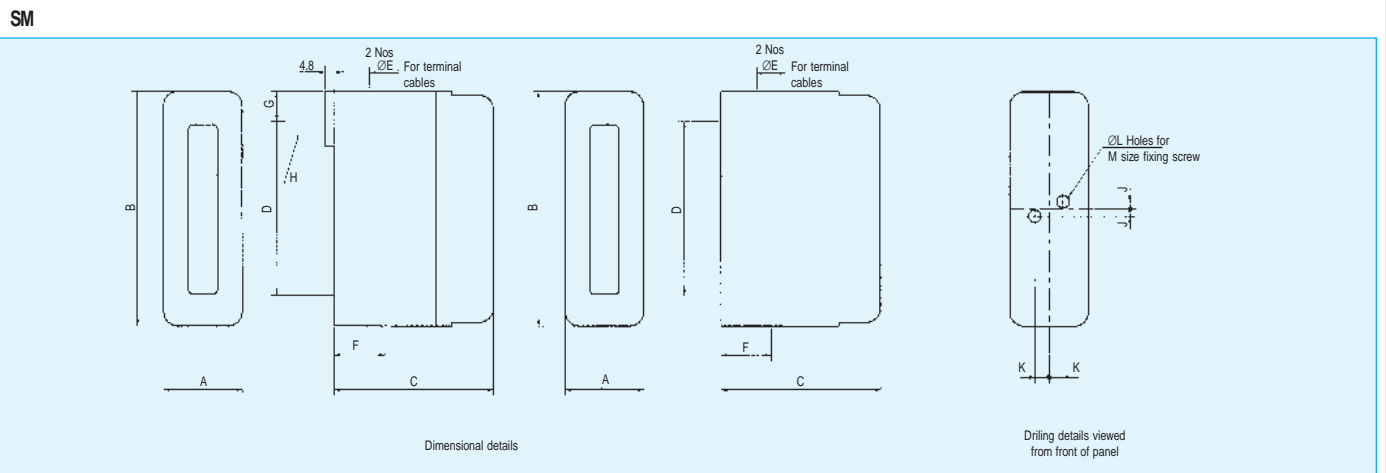 SM
2 Nos
4.8
ØE
For terminal
cables
G
H
B
D
F
A
C
2 Nos
ØE
For terminal
cables
B
D
F
A
C
ØL Holes for
M size fixing screw
J
J
K
K
Dimensional details
Driling details viewed
from front of panel